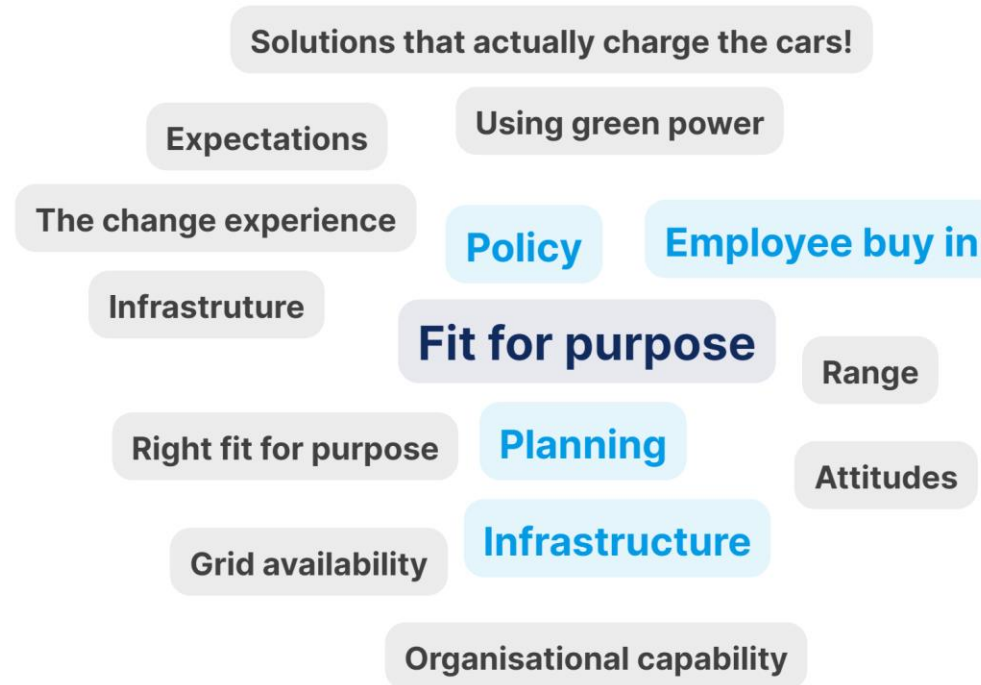 Solutions that actually charge the cars!
Using green power
Expectations
The change experience
Policy
Employee buy in
Infrastruture
Fit for purpose
Range
Right fit for purpose
Planning
Attitudes
Infrastructure
Grid availability
Organisational capability